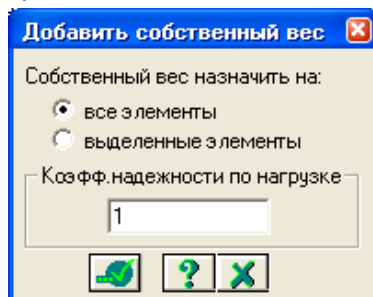 Добавить собственный вес
Собственный вес назначить на:
все элементы
выделенные элементы
Коэфф.надежности по нагрузке
1
?